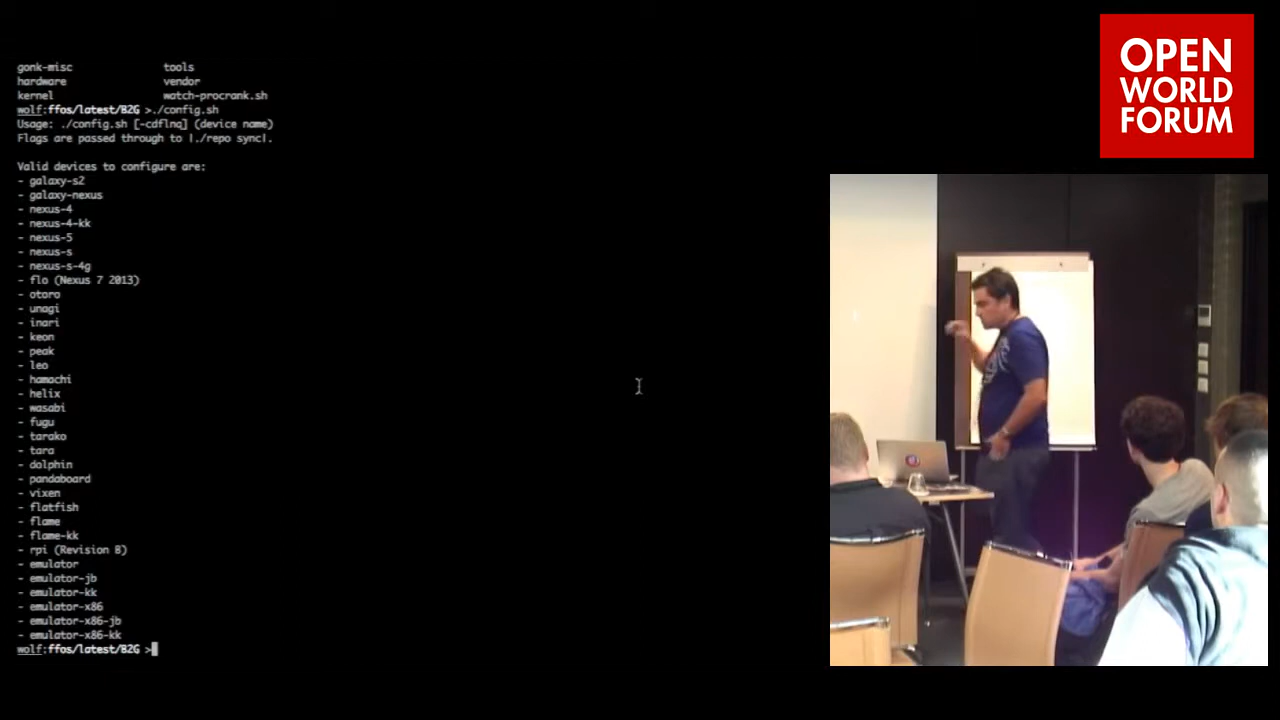 gonk-misc tools
hardware vendor
kernel watch-procrank.sh
wolf:ffos/latest/B2G >./config.sh
Usage: ./config.sh [-cdflnq] (device name)
Flags are passed through to |./repo sync|.
Valid devices to configure are:
- galaxy-s2
- galaxy-nexus
- nexus-4
- nexus-4-kk
- nexus-5
- nexus-s
- nexus-s-4g
- flo (Nexus 7 2013)
- otoro
- unagi
- inari
- keon
- peak
- leo
- hamachi
- helix
- wasabi
- fugu
- tarako
- tara
- dolphin
- pandaboard
- vixen
- flatfish
- flame
- flame-kk
- rpi (Revision B)
- emulator
- emulator-jb
- emulator-kk
- emulator-x86
- emulator-x86-jb
- emulator-x86-kk
wolf:ffos/latest/B2G >
OPEN
WORLD
FORUM